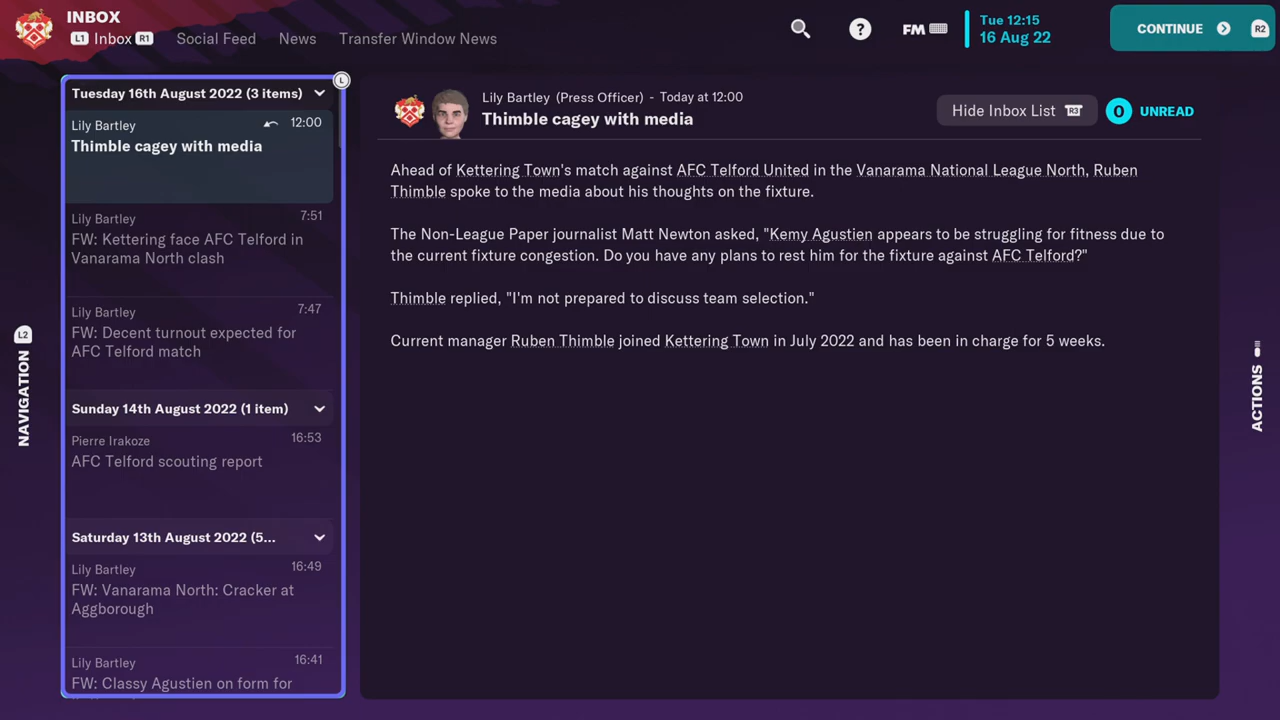 INBOX
L1 Inbox R1 Social Feed News Transfer Window News
? FM Tue 12:15
16 Aug 22
CONTINUE R2
L
Tuesday 16th August 2022 (3 items)
Lily Bartley 12:00
Thimble cagey with media
Lily Bartley 7:51
FW: Kettering face AFC Telford in
Vanarama North clash
Lily Bartley 7:47
FW: Decent turnout expected for
AFC Telford match
Sunday 14th August 2022 (1 item)
Pierre Irakoze 16:53
AFC Telford scouting report
Saturday 13th August 2022 (5...
Lily Bartley 16:49
FW: Vanarama North: Cracker at
Aggborough
Lily Bartley 16:41
FW: Classy Agustien on form for
L2
NAVIGATION
Lily Bartley (Press Officer) - Today at 12:00
Thimble cagey with media
Hide Inbox List R3
0 UNREAD
Ahead of Kettering Town's match against AFC Telford United in the Vanarama National League North, Ruben
Thimble spoke to the media about his thoughts on the fixture.
The Non-League Paper journalist Matt Newton asked, "Kemy Agustien appears to be struggling for fitness due to
the current fixture congestion. Do you have any plans to rest him for the fixture against AFC Telford?"
Thimble replied, "I'm not prepared to discuss team selection."
Current manager Ruben Thimble joined Kettering Town in July 2022 and has been in charge for 5 weeks.
ACTIONS